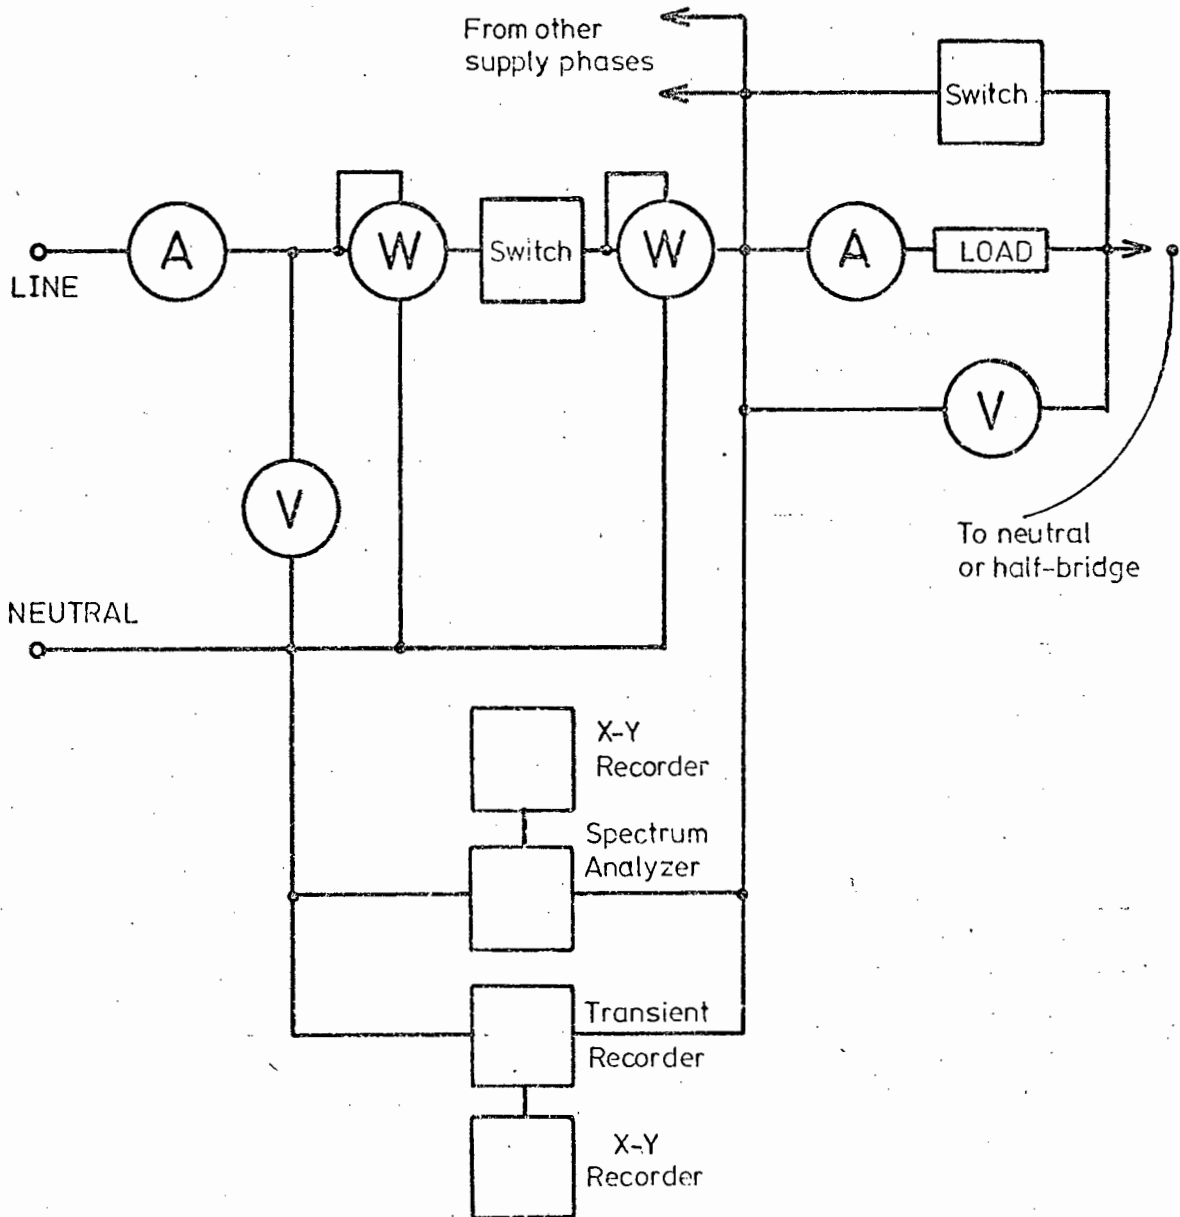 From other
supply phases
Switch
A
W
Switch
W
A
LOAD
LINE
V
V
To neutral
or half-bridge
NEUTRAL
X-Y
Recorder
Spectrum
Analyzer
Transient
Recorder
X-Y
Recorder